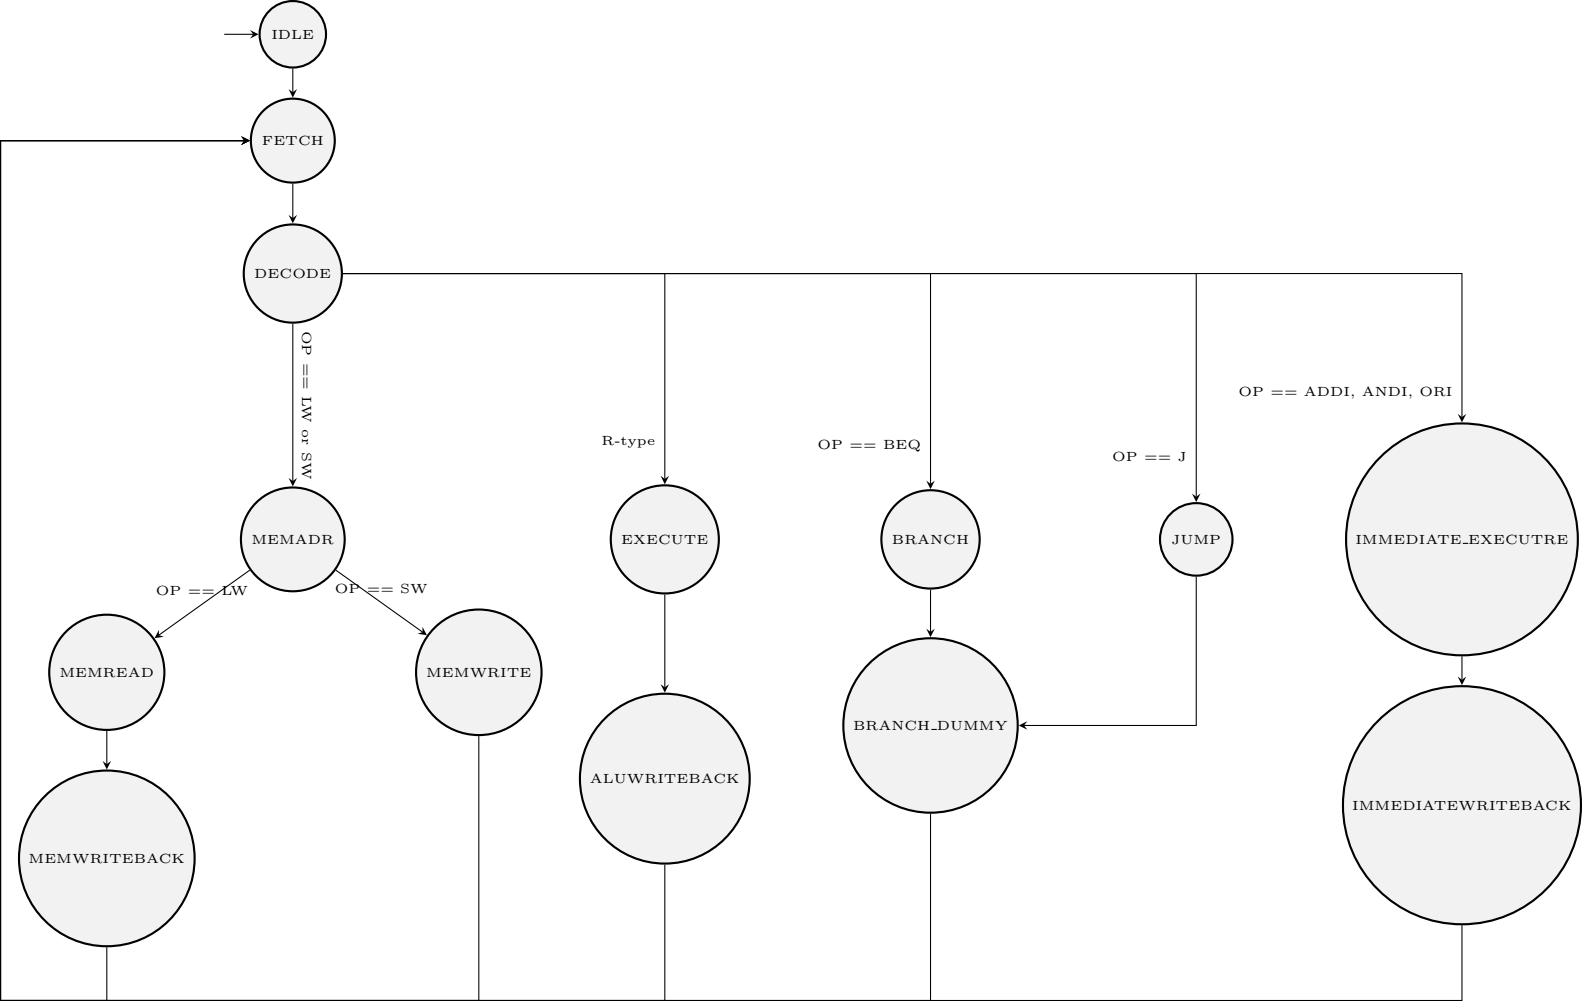 IDLE
FETCH
DECODE
OP == LW or SW
OP == ADDI, ANDI, ORI
R-type
OP == BEQ
OP == J
MEMADR
EXECUTE
BRANCH
JUMP
IMMEDIATE_EXECUTRE
OP == LW
OP == SW
MEMREAD
MEMWRITE
BRANCH_DUMMY
ALUWRITEBACK
IMMEDIATEWRITEBACK
MEMWRITEBACK